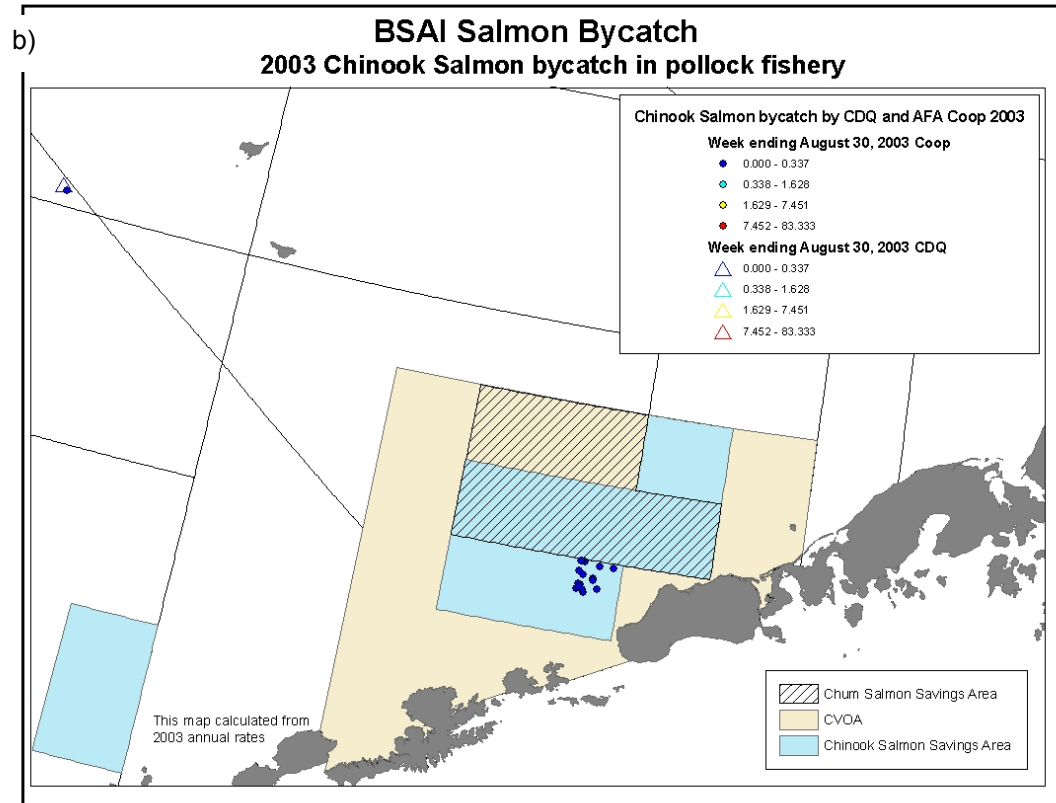 b)
BSAI Salmon Bycatch
2003 Chinook Salmon bycatch in pollock fishery
Chinook Salmon bycatch by CDQ and AFA Coop 2003
Week ending August 30, 2003 Coop
0.000 - 0.337
0.338 - 1.628
1.629 - 7.451
7.452 - 83.333
Week ending August 30, 2003 CDQ
0.000 - 0.337
0.338 - 1.628
1.629 - 7.451
7.452 - 83.333
This map calculated from
2003 annual rates
Chum Salmon Savings Area
CVOA
Chinook Salmon Savings Area